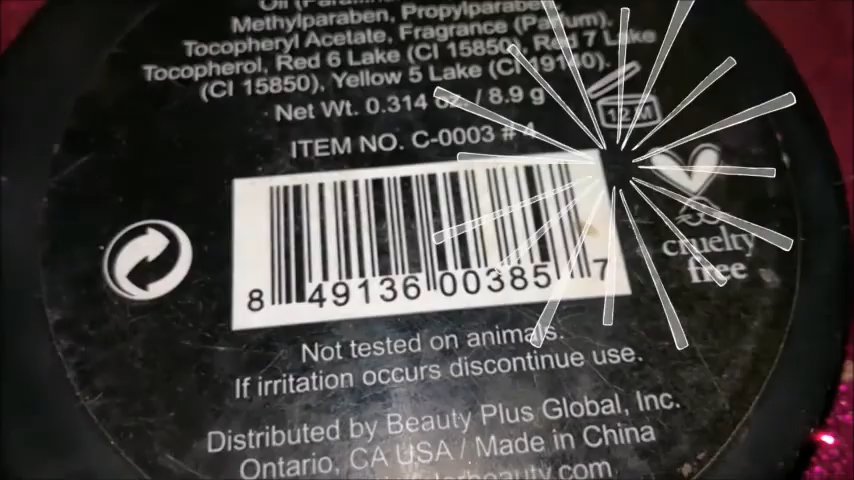 Oil (Paraffin
Methylparaben, Propylparaben,
Tocopheryl Acetate, Fragrance (Parfum),
Tocopherol, Red 6 Lake (CI 15850), Red 7 Lake
(CI 15850), Yellow 5 Lake (CI 19140).
Net Wt. 0.314 oz / 8.9 g
12 M
ITEM NO. C-0003 # 4
8 49136 00385 7
cruelty
free
Not tested on animals.
If irritation occurs discontinue use.
Distributed by Beauty Plus Global, Inc.
Ontario, CA USA / Made in China